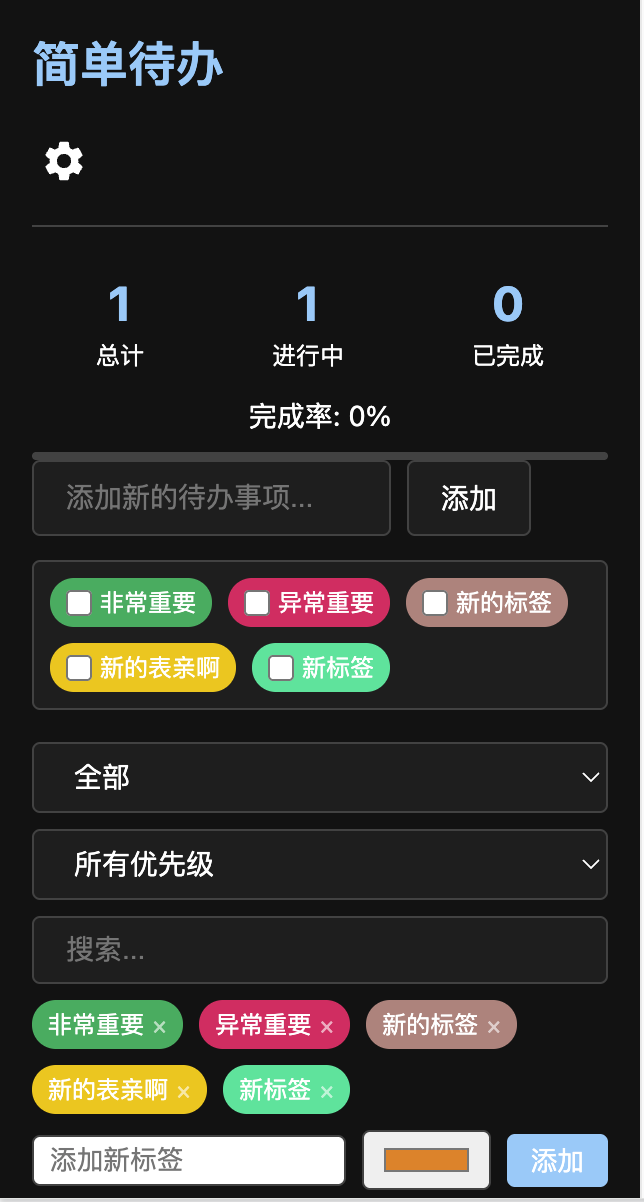 简单待办
1 1 0
总计 进行中 已完成
完成率: 0%
添加新的待办事项... 添加
非常重要 异常重要 新的标签
新的表亲啊 新标签
全部
所有优先级
搜索...
非常重要 × 异常重要 × 新的标签 ×
新的表亲啊 × 新标签 ×
添加新标签 添加